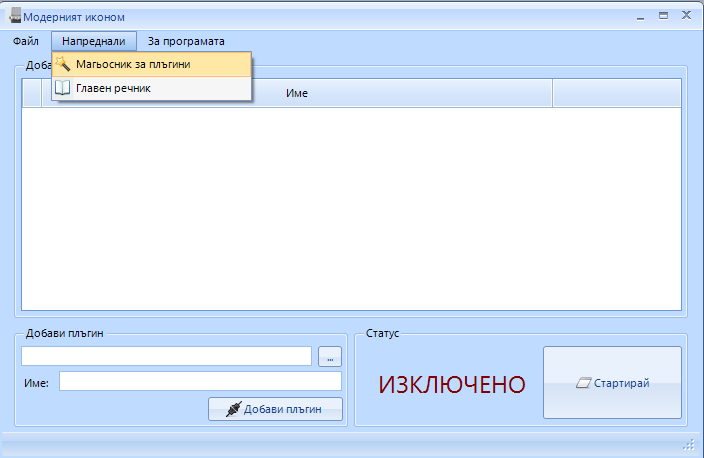 Модерният иконом
Файл Напреднали За програмата
Доба
Магьосник за плъгини
Главен речник
Име
Добави плъгин
...
Име:
Добави плъгин
Статус
ИЗКЛЮЧЕНО
Стартирай